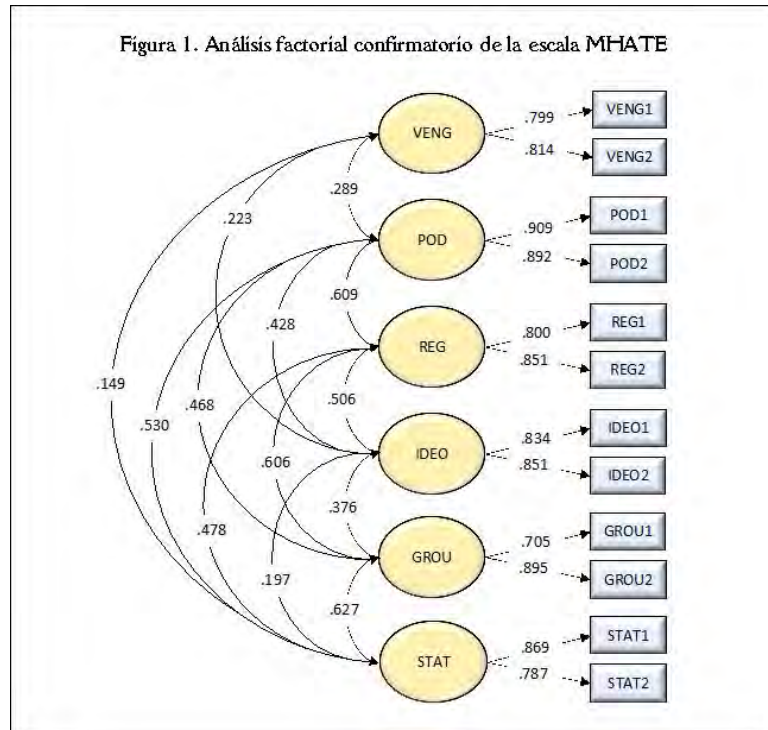 Figura 1. Análisis factorial confirmatorio de la escala MHATE
VENG
.799
VENG1
.814
VENG2
.289
.223
POD
.909
POD1
.892
POD2
.609
.428
REG
.800
REG1
.851
REG2
.149
.530
.468
.506
IDEO
.834
IDEO1
.851
IDEO2
.606
.478
.376
.197
GROU
.705
GROU1
.895
GROU2
.627
STAT
.869
STAT1
.787
STAT2